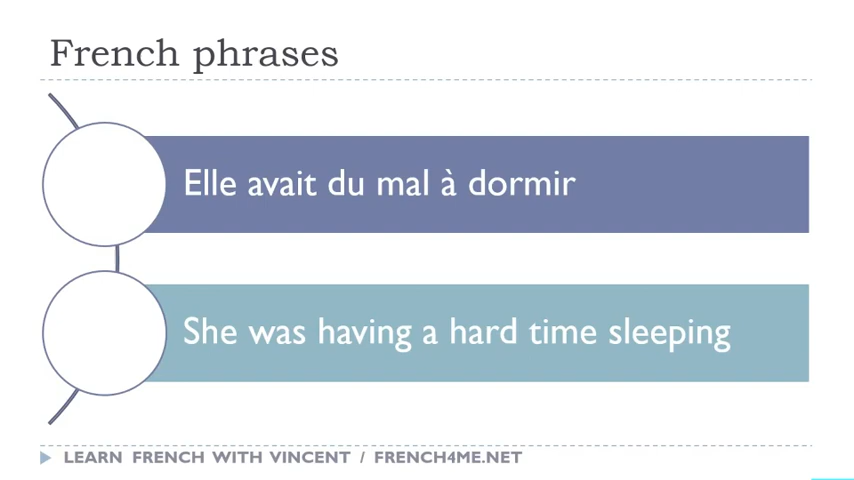 French phrases
Elle avait du mal à dormir
She was having a hard time sleeping
LEARN FRENCH WITH VINCENT / FRENCH4ME.NET